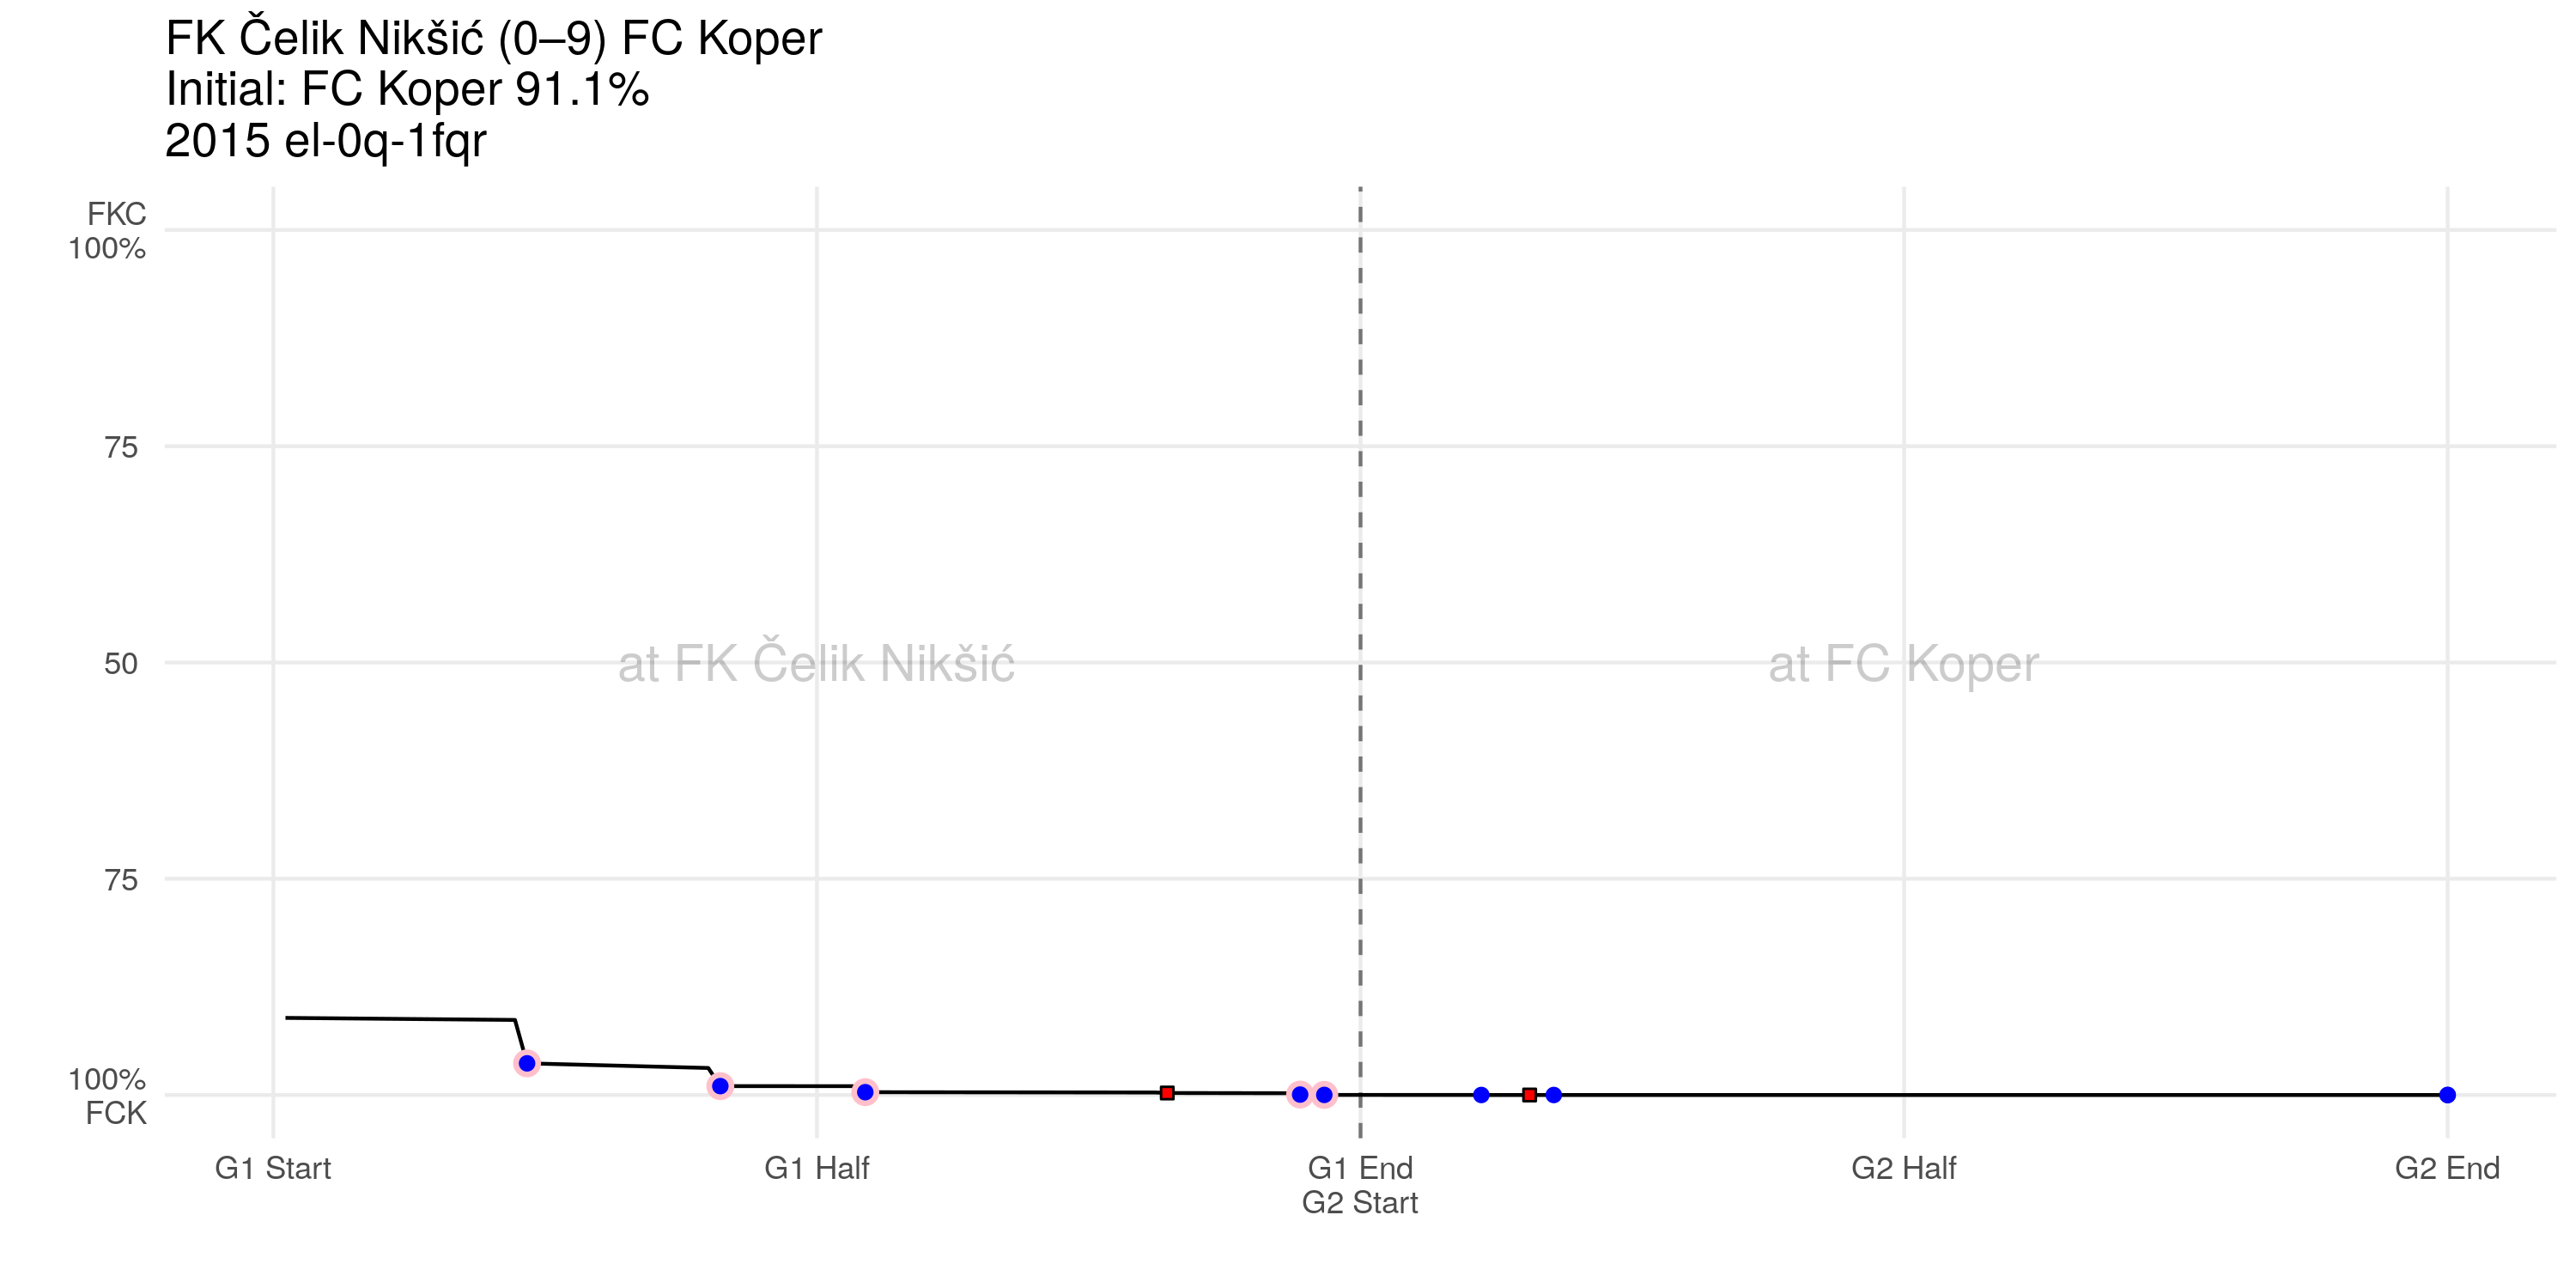 FK Čelik Nikšić (0–9) FC Koper
Initial: FC Koper 91.1%
2015 el-0q-1fqr
FKC
100%
75
50
75
100%
FCK
at FK Čelik Nikšić
at FC Koper
G1 Start
G1 Half
G1 End
G2 Start
G2 Half
G2 End